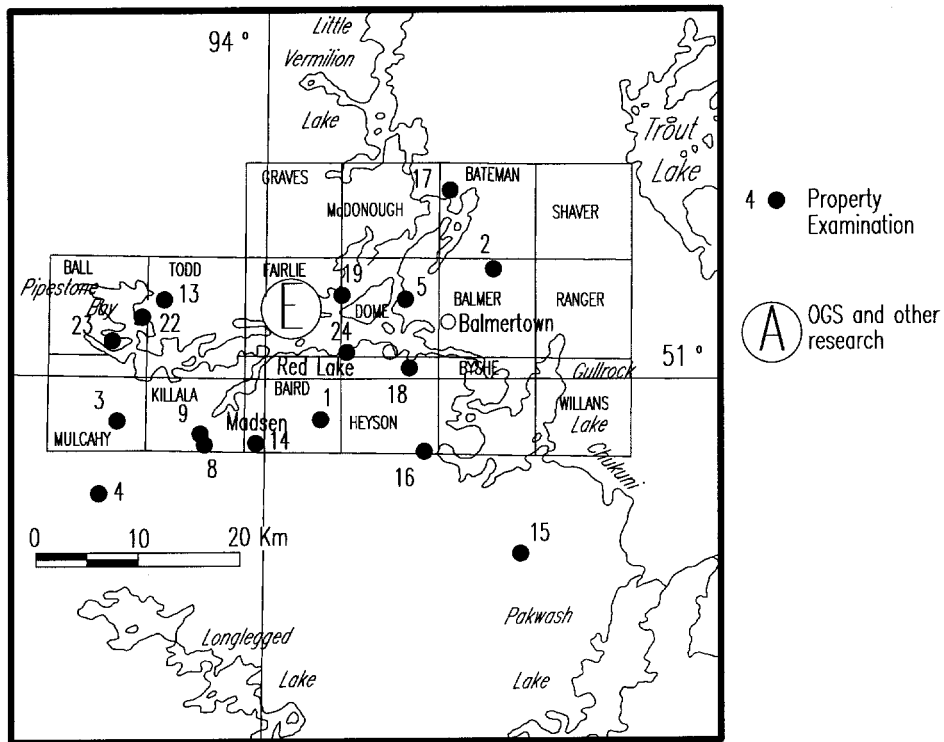 94 °
Little
Vermilion
Lake
Trout
Lake
GRAVES
17
BATEMAN
McDONOUGH
SHAVER
4
Property
Examination
2
BALL
TODD
FAIRLIE
19
Pipestone
Bay
13
E
DOME
5
BALMER
RANGER
22
Balmertown
23
24
A
OGS and other
research
51 °
Red Lake
18
BYSHE
Gullrock
KILLALA
BAIRD
3
9
1
WILLANS
Madsen
HEYSON
Lake
MULCAHY
8
14
16
Chukuni
4
0
10
20 Km
15
Pakwash
Longlegged
Lake
Lake